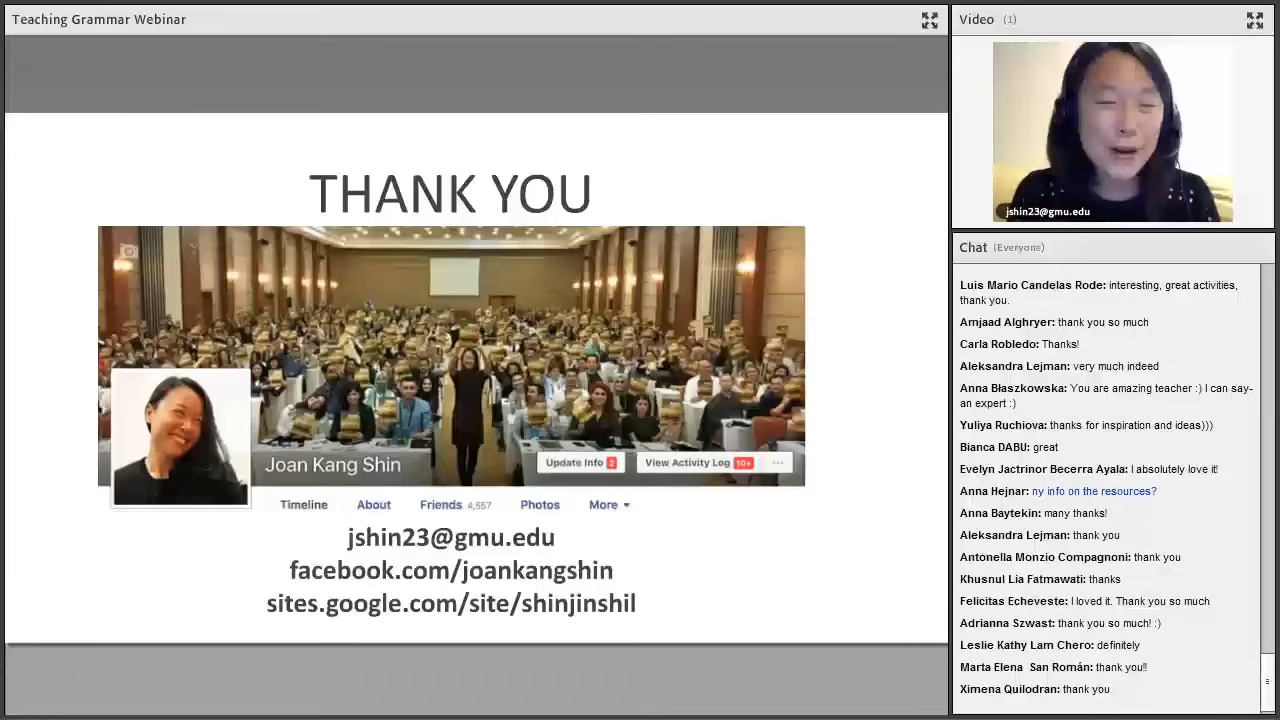 Teaching Grammar Webinar
THANK YOU
Joan Kang Shin
Update Info 2
View Activity Log 10+
Timeline About Friends 4,557 Photos More
jshin23@gmu.edu
facebook.com/joankangshin
sites.google.com/site/shinjinshil
Video (1)
jshin23@gmu.edu
Chat (Everyone)
Luis Mario Candelas Rode: interesting, great activities,
thank you.
Amjaad Alghryer: thank you so much
Carla Robledo: Thanks!
Aleksandra Lejman: very much indeed
Anna Błaszkowska: You are amazing teacher :) I can say-
an expert :)
Yuliya Ruchiova: thanks for inspiration and ideas)))
Bianca DABU: great
Evelyn Jactrinor Becerra Ayala: I absolutely love it!
Anna Hejnar: ny info on the resources?
Anna Baytekin: many thanks!
Aleksandra Lejman: thank you
Antonella Monzio Compagnoni: thank you
Khusnul Lia Fatmawati: thanks
Felicitas Echeveste: I loved it. Thank you so much
Adrianna Szwast: thank you so much! :)
Leslie Kathy Lam Chero: definitely
Marta Elena San Román: thank you!!
Ximena Quilodran: thank you